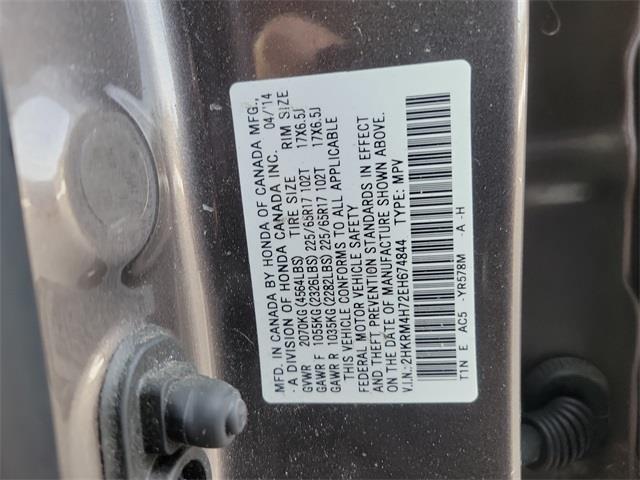 MFD. IN CANADA BY HONDA OF CANADA MFG.,
A DIVISION OF HONDA CANADA INC. 04/'14
TIRE SIZE RIM SIZE
GVWR 2070KG (4564LBS)
GAWR F 1055KG (2326LBS) 225/65R17 102T 17X6.5J
GAWR R 1035KG (2282LBS) 225/65R17 102T 17X6.5J
THIS VEHICLE CONFORMS TO ALL APPLICABLE
FEDERAL MOTOR VEHICLE SAFETY
AND THEFT PREVENTION STANDARDS IN EFFECT
ON THE DATE OF MANUFACTURE SHOWN ABOVE.
V.I.N.: 2HKRM4H72EH674844 TYPE: MPV
T1N E AC5 -YR578M -A -H